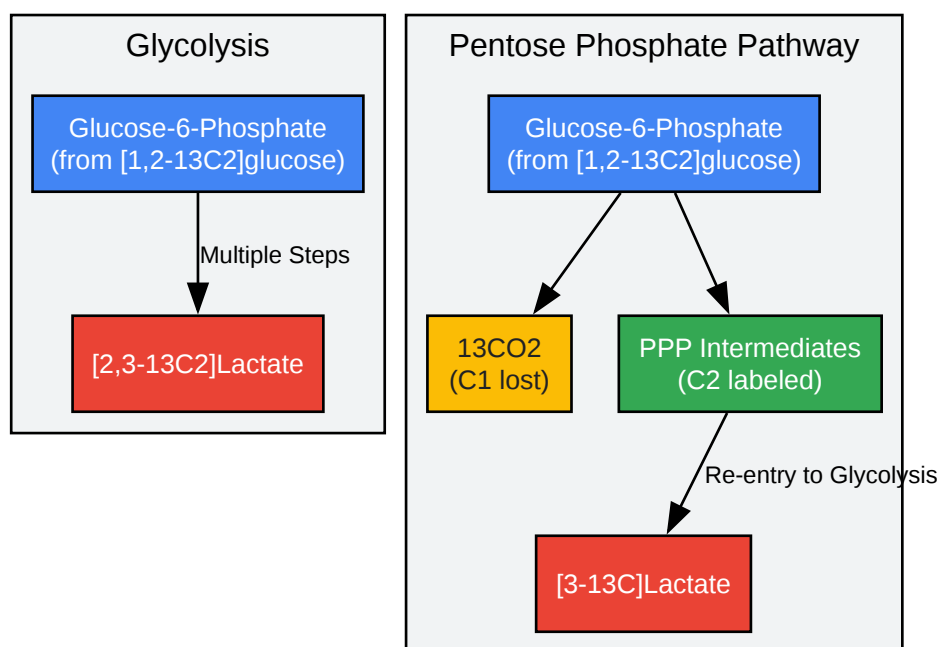 Glycolysis
Glucose-6-Phosphate
(from [1,2-13C2]glucose)
Multiple Steps
[2,3-13C2]Lactate
Pentose Phosphate Pathway
Glucose-6-Phosphate
(from [1,2-13C2]glucose)
13CO2
(C1 lost)
PPP Intermediates
(C2 labeled)
Re-entry to Glycolysis
[3-13C]Lactate